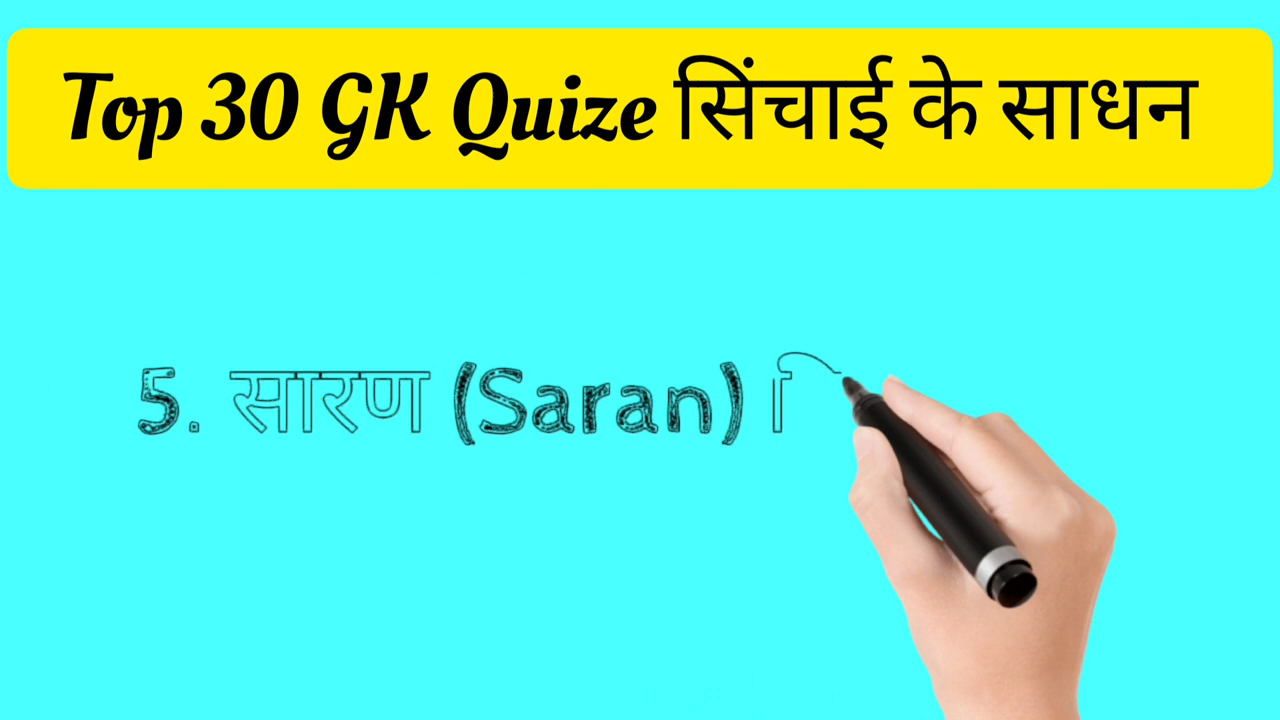 Top 30 GK Quize सिंचाई के साधन
5. सारण (Saran)